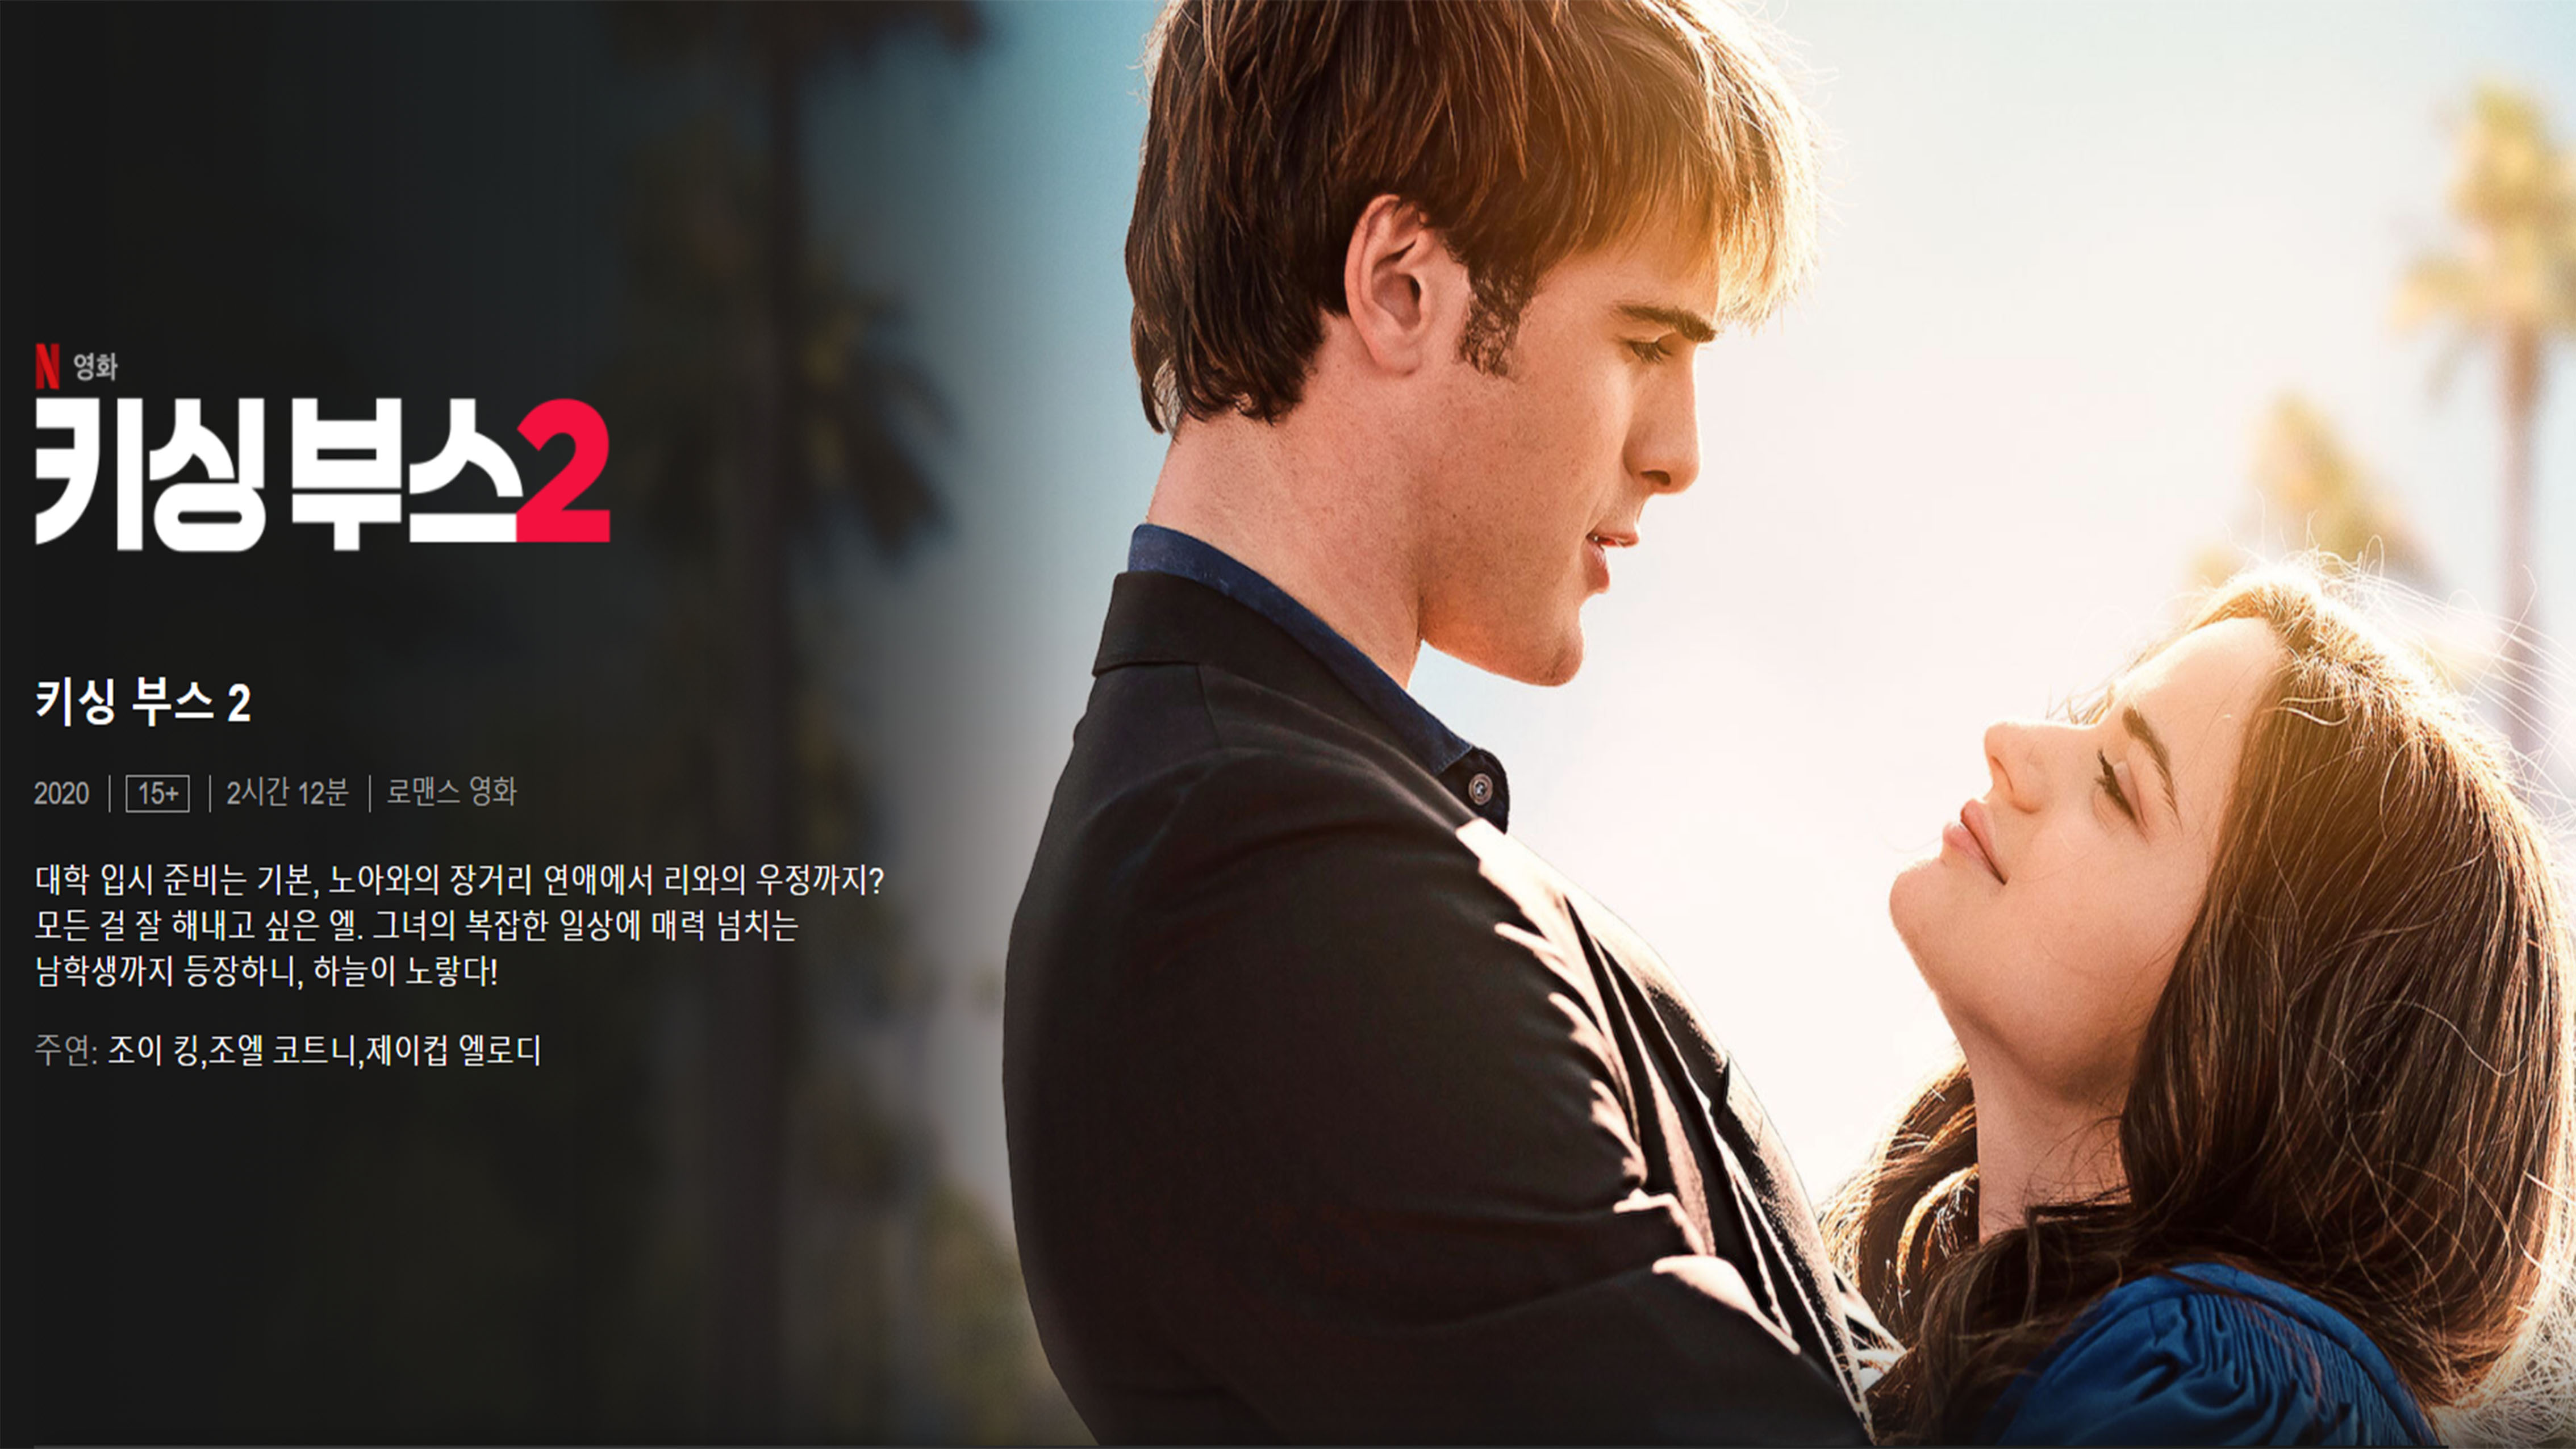 N 영화
키싱 부스2
키싱 부스 2
2020 | 15+ | 2시간 12분 | 로맨스 영화
대학 입시 준비는 기본, 노아와의 장거리 연애에서 리와의 우정까지?
모든 걸 잘 해내고 싶은 엘. 그녀의 복잡한 일상에 매력 넘치는
남학생까지 등장하니, 하늘이 노랗다!
주연: 조이 킹,조엘 코트니,제이컵 엘로디